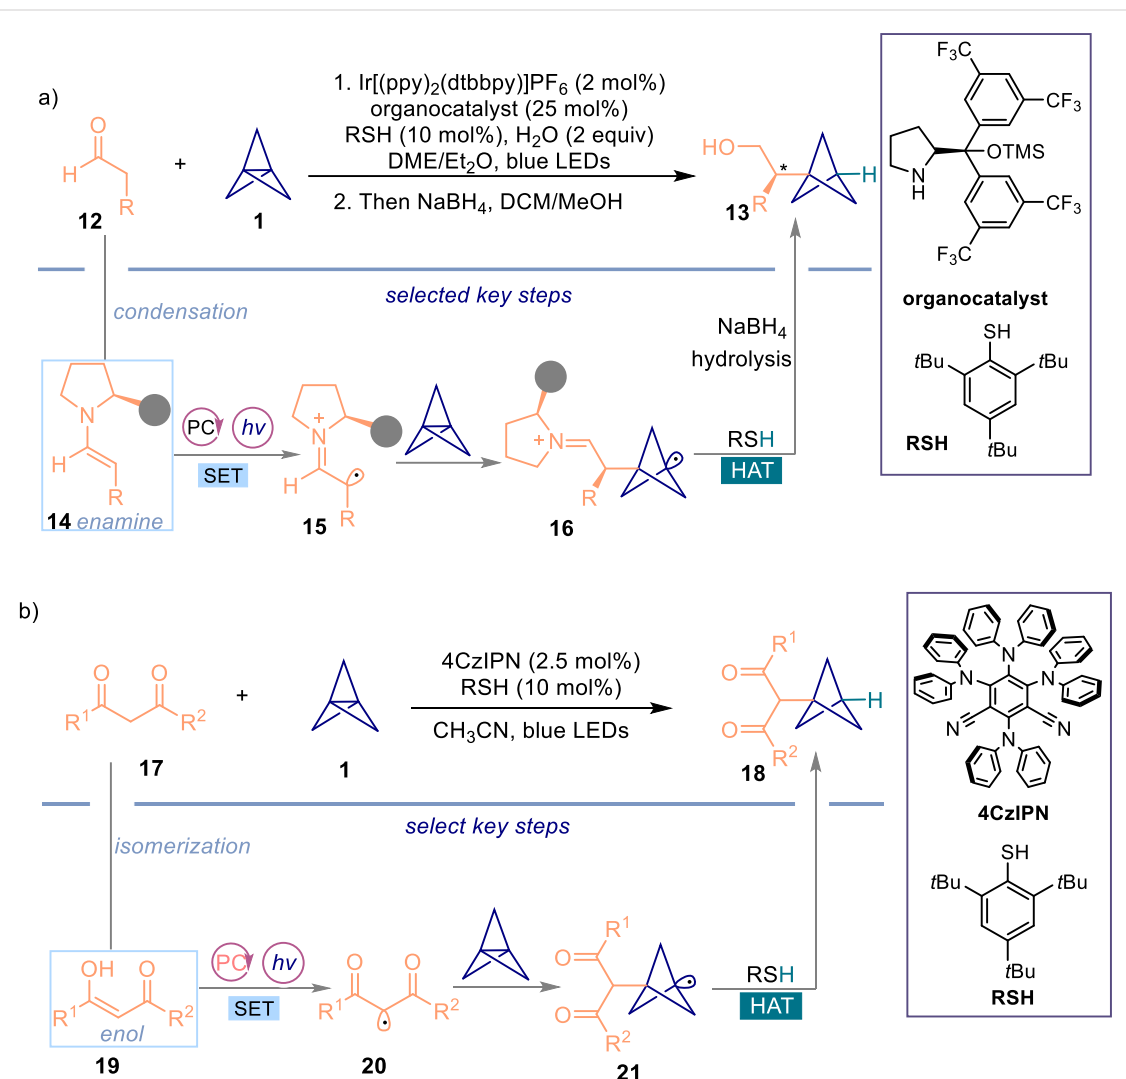 a)
1. Ir[(ppy)₂(dtbbpy)]PF₆ (2 mol%)
organocatalyst (25 mol%)
RSH (10 mol%), H₂O (2 equiv)
DME/Et₂O, blue LEDs
2. Then NaBH₄, DCM/MeOH
O
H
R
12
+
1
HO
*
R
H
13
F₃C
CF₃
OTMS
N
H
CF₃
F₃C
organocatalyst
SH
tBu
tBu
tBu
RSH
selected key steps
condensation
NaBH₄
hydrolysis
N
H
R
14 enamine
PC
hν
SET
+
N
H
R
15
+
N
R
16
RSH
HAT
b)
O
O
R¹
R²
17
+
1
4CzIPN (2.5 mol%)
RSH (10 mol%)
CH₃CN, blue LEDs
R¹
O
H
O
R²
18
N
N
N
CN
CN
N
4CzIPN
SH
tBu
tBu
tBu
RSH
select key steps
isomerization
OH
O
R¹
R²
enol
19
PC
hν
SET
O
O
R¹
R²
20
R¹
O
O
R²
21
RSH
HAT